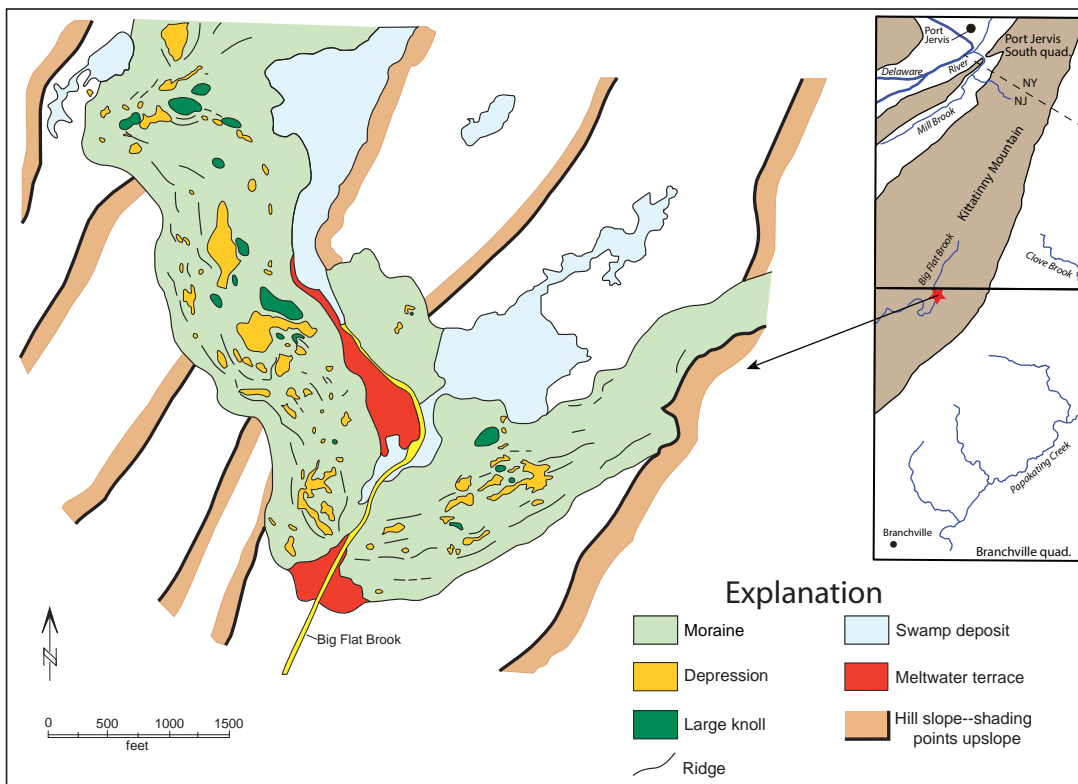 Port
Jervis
Port Jervis
South quad.
Delaware
River
NY
NJ
Mill Brook
Kittatinny Mountain
Big Flat Brook
Clove Brook
Papakating Creek
Branchville
Branchville quad.
Big Flat Brook
N
0 500 1000 1500
feet
Explanation
Moraine
Swamp deposit
Depression
Meltwater terrace
Large knoll
Hill slope--shading
points upslope
Ridge